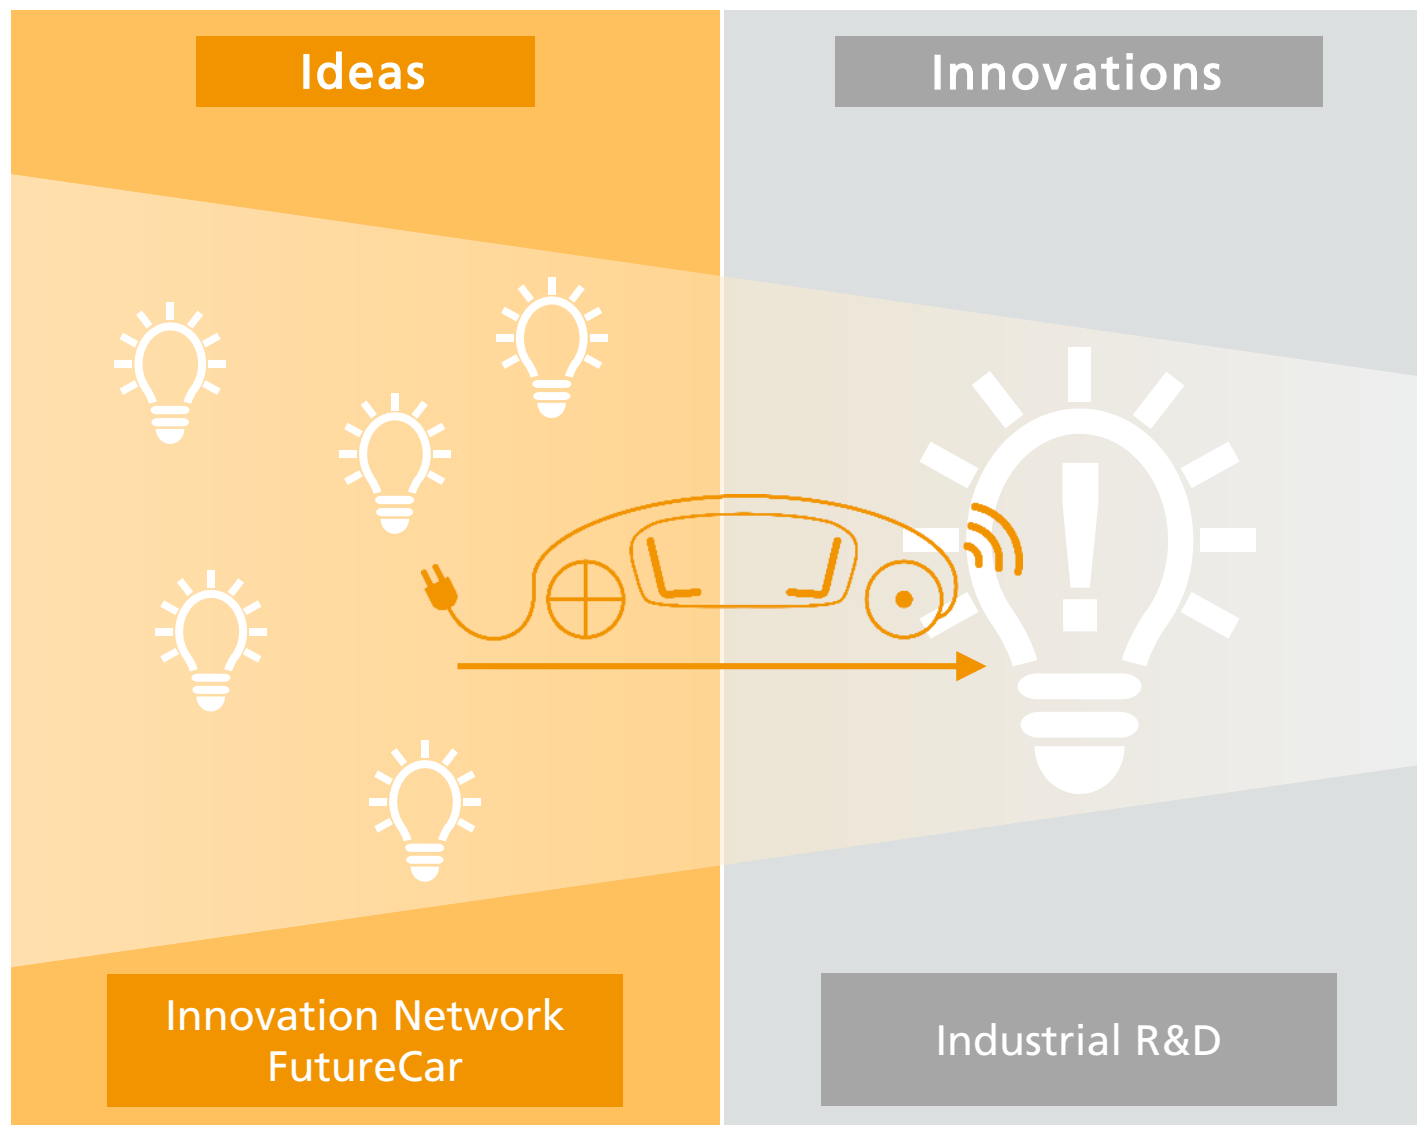 Ideas
Innovations
Innovation Network
FutureCar
Industrial R&D